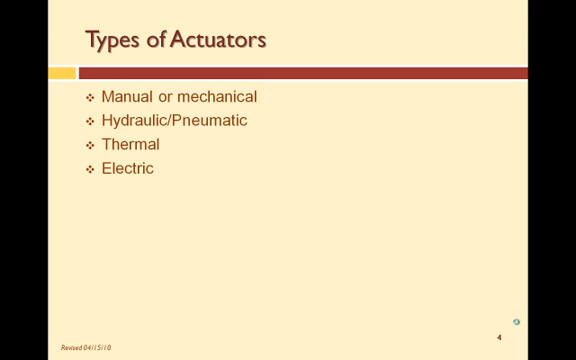 Types of Actuators
Manual or mechanical
Hydraulic/Pneumatic
Thermal
Electric
4
Revised 04/15/10